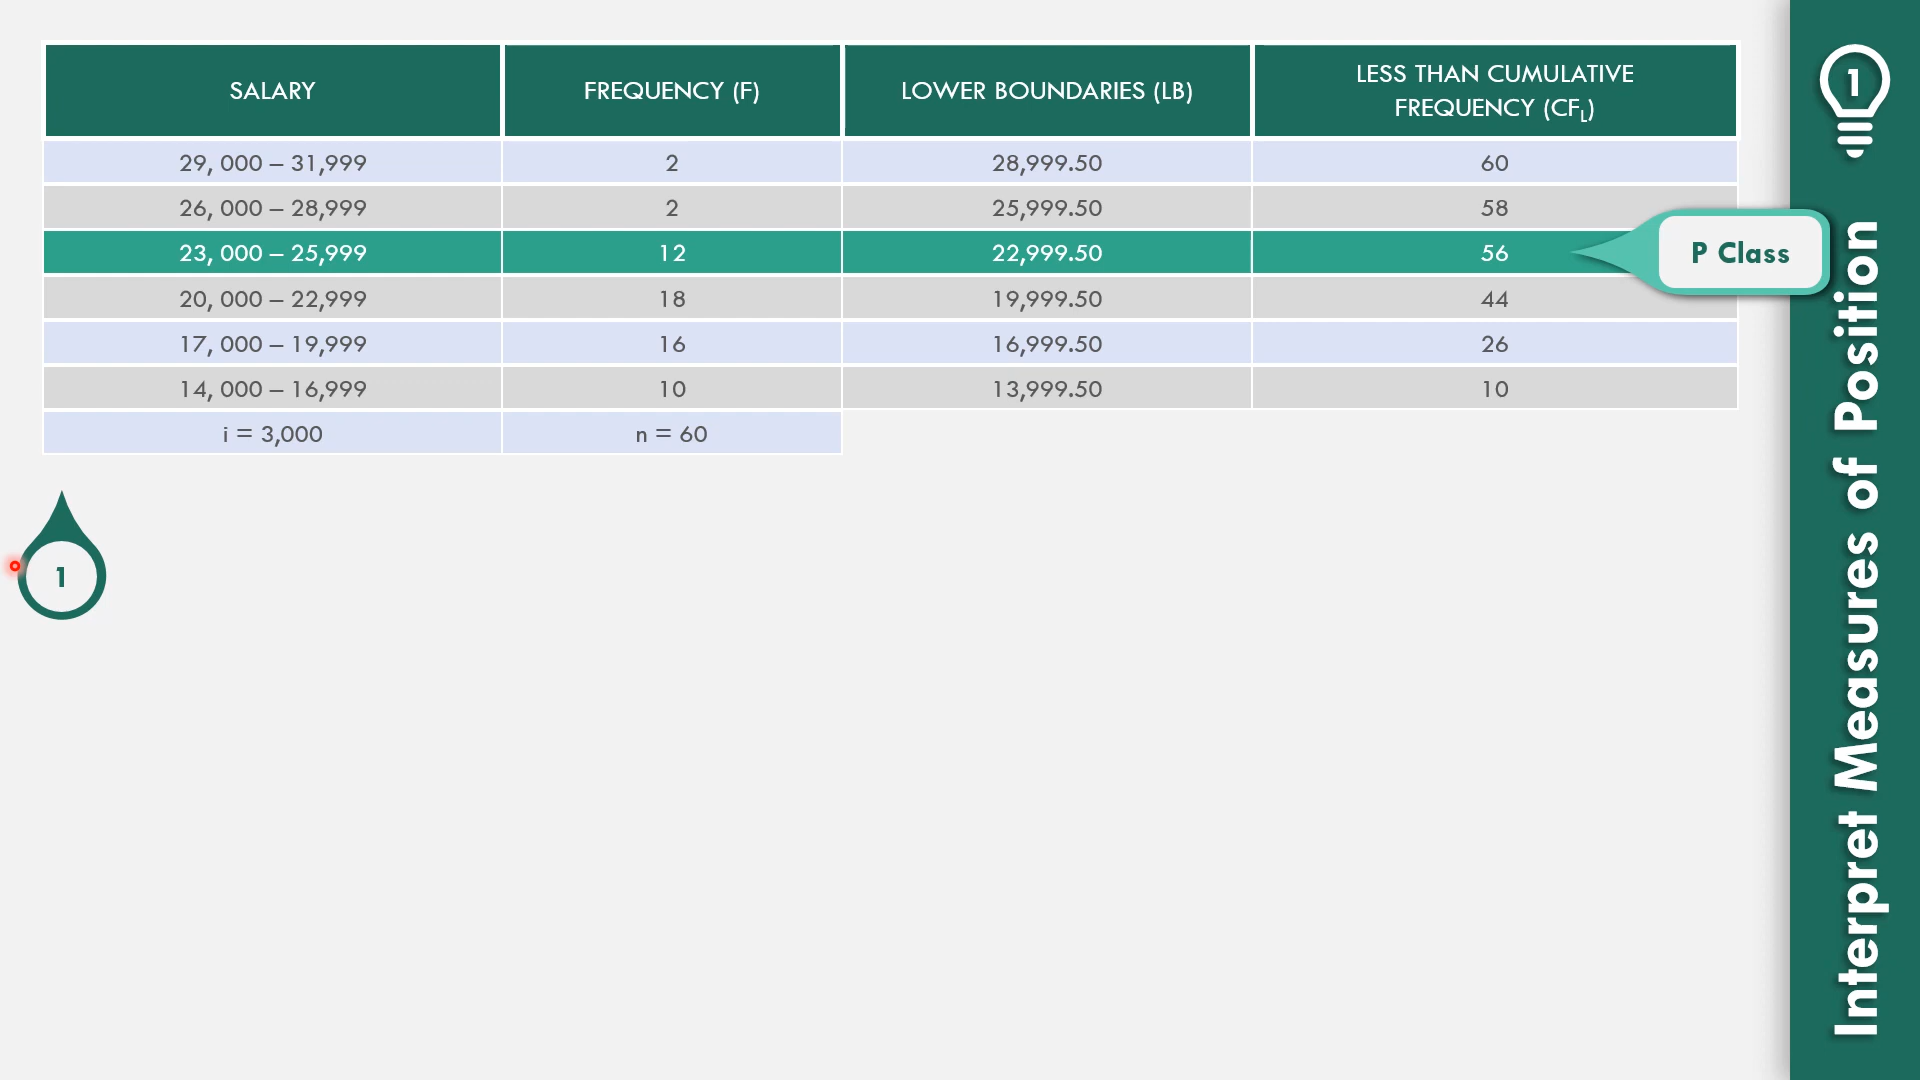 SALARY FREQUENCY (F) LOWER BOUNDARIES (LB) LESS THAN CUMULATIVE
FREQUENCY (CFL)
29, 000 – 31,999 2 28,999.50 60
26, 000 – 28,999 2 25,999.50 58
23, 000 – 25,999 12 22,999.50 56
P Class
20, 000 – 22,999 18 19,999.50 44
17, 000 – 19,999 16 16,999.50 26
14, 000 – 16,999 10 13,999.50 10
i = 3,000 n = 60
1
1
Interpret Measures of Position